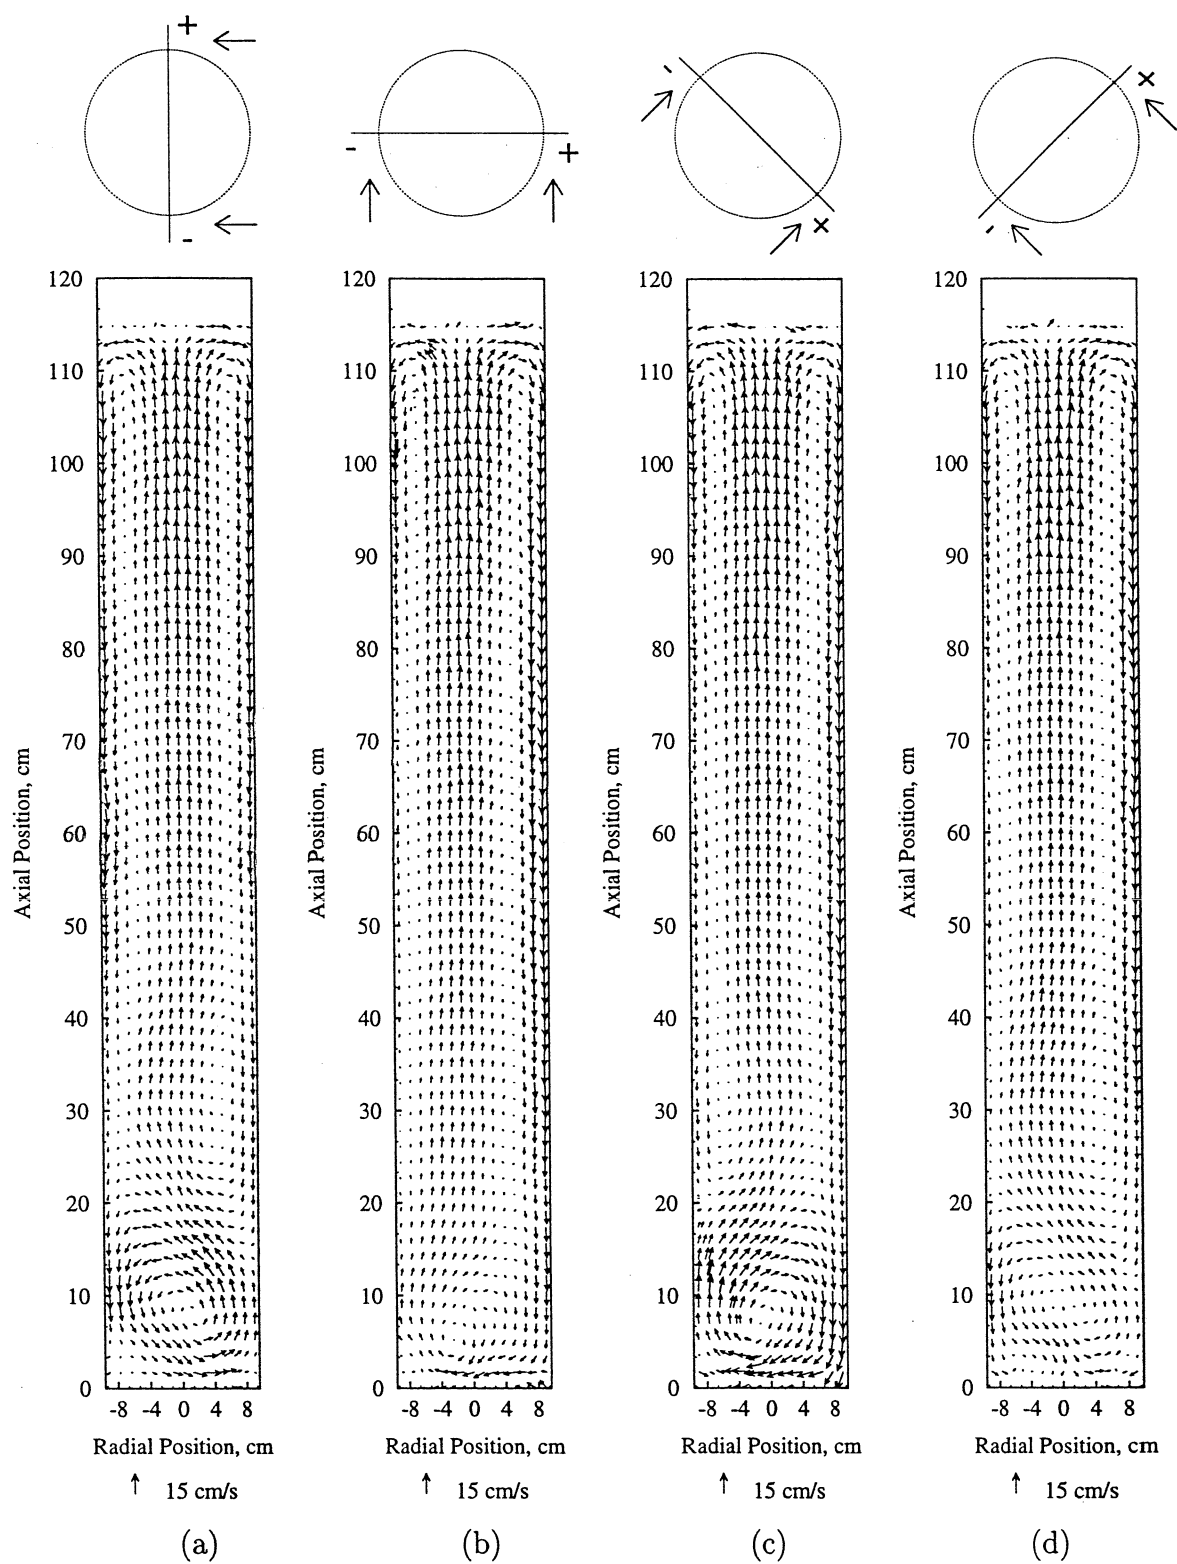 + - - + - × × -
120 120 120 120
110 110 110 110
100 100 100 100
90 90 90 90
80 80 80 80
70 70 70 70
Axial Position, cm Axial Position, cm Axial Position, cm Axial Position, cm
60 60 60 60
50 50 50 50
40 40 40 40
30 30 30 30
20 20 20 20
10 10 10 10
0 0 0 0
-8 -4 0 4 8 -8 -4 0 4 8 -8 -4 0 4 8 -8 -4 0 4 8
Radial Position, cm Radial Position, cm Radial Position, cm Radial Position, cm
15 cm/s 15 cm/s 15 cm/s 15 cm/s
(a) (b) (c) (d)